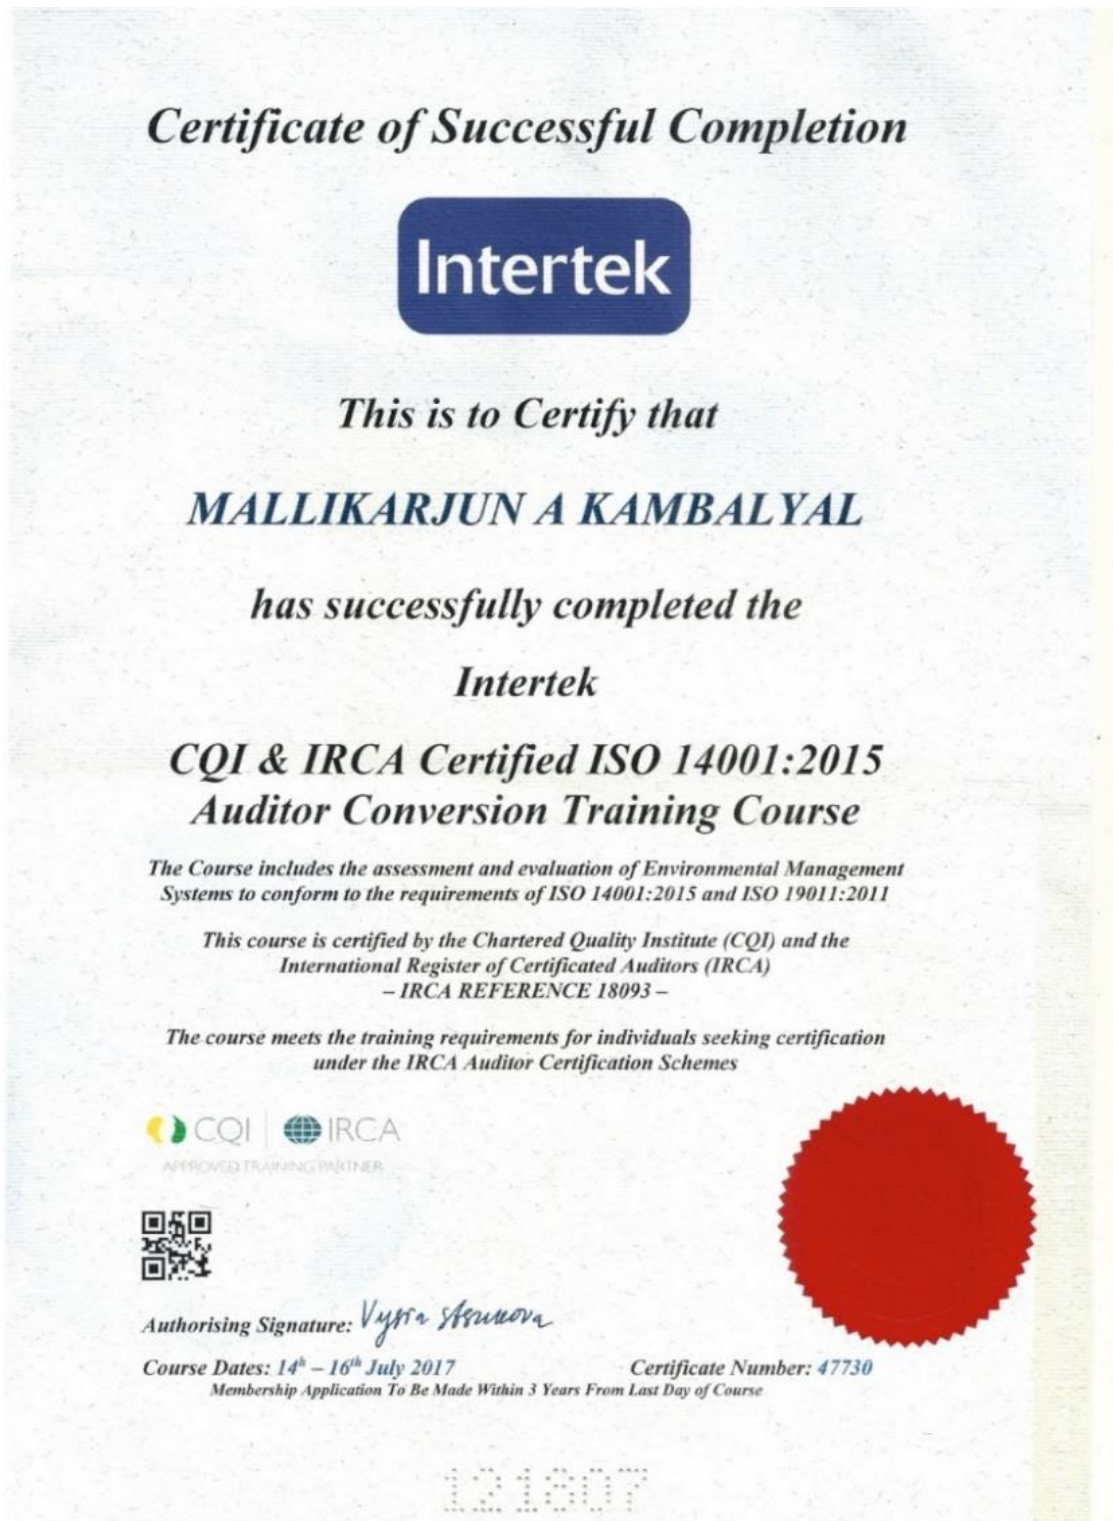 Certificate of Successful Completion
Intertek
This is to Certify that
MALLIKARJUN A KAMBALYAL
has successfully completed the
Intertek
CQI & IRCA Certified ISO 14001:2015
Auditor Conversion Training Course
The Course includes the assessment and evaluation of Environmental Management
Systems to conform to the requirements of ISO 14001:2015 and ISO 19011:2011
This course is certified by the Chartered Quality Institute (CQI) and the
International Register of Certificated Auditors (IRCA)
– IRCA REFERENCE 18093 –
The course meets the training requirements for individuals seeking certification
under the IRCA Auditor Certification Schemes
CQI IRCA
APPROVED TRAINING PARTNER
Authorising Signature:
Course Dates: 14h – 16th July 2017 Certificate Number: 47730
Membership Application To Be Made Within 3 Years From Last Day of Course
121807